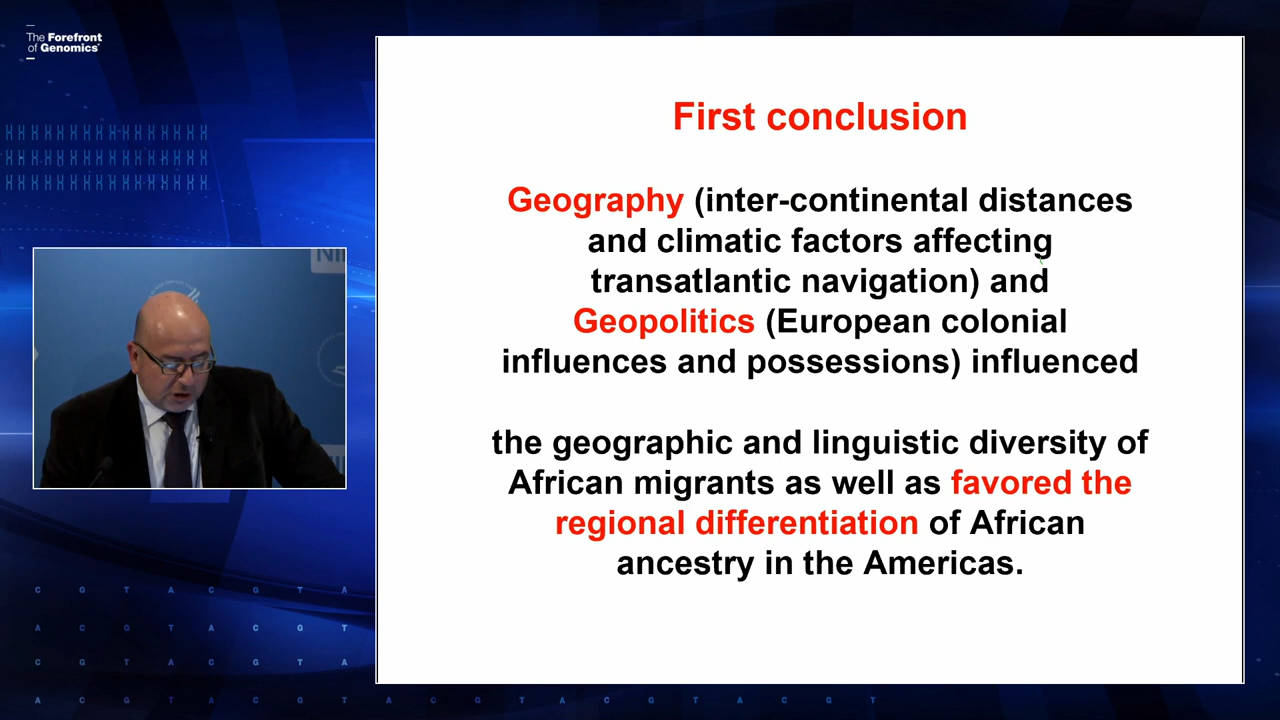 The Forefront
of Genomics®
First conclusion
Geography (inter-continental distances
and climatic factors affecting
transatlantic navigation) and
Geopolitics (European colonial
influences and possessions) influenced
the geographic and linguistic diversity of
African migrants as well as favored the
regional differentiation of African
ancestry in the Americas.
NI
C G T A C G T A
A C G T A C G T
C G T A C G T A
A C G T A C G T A C G T A C G T A C G T